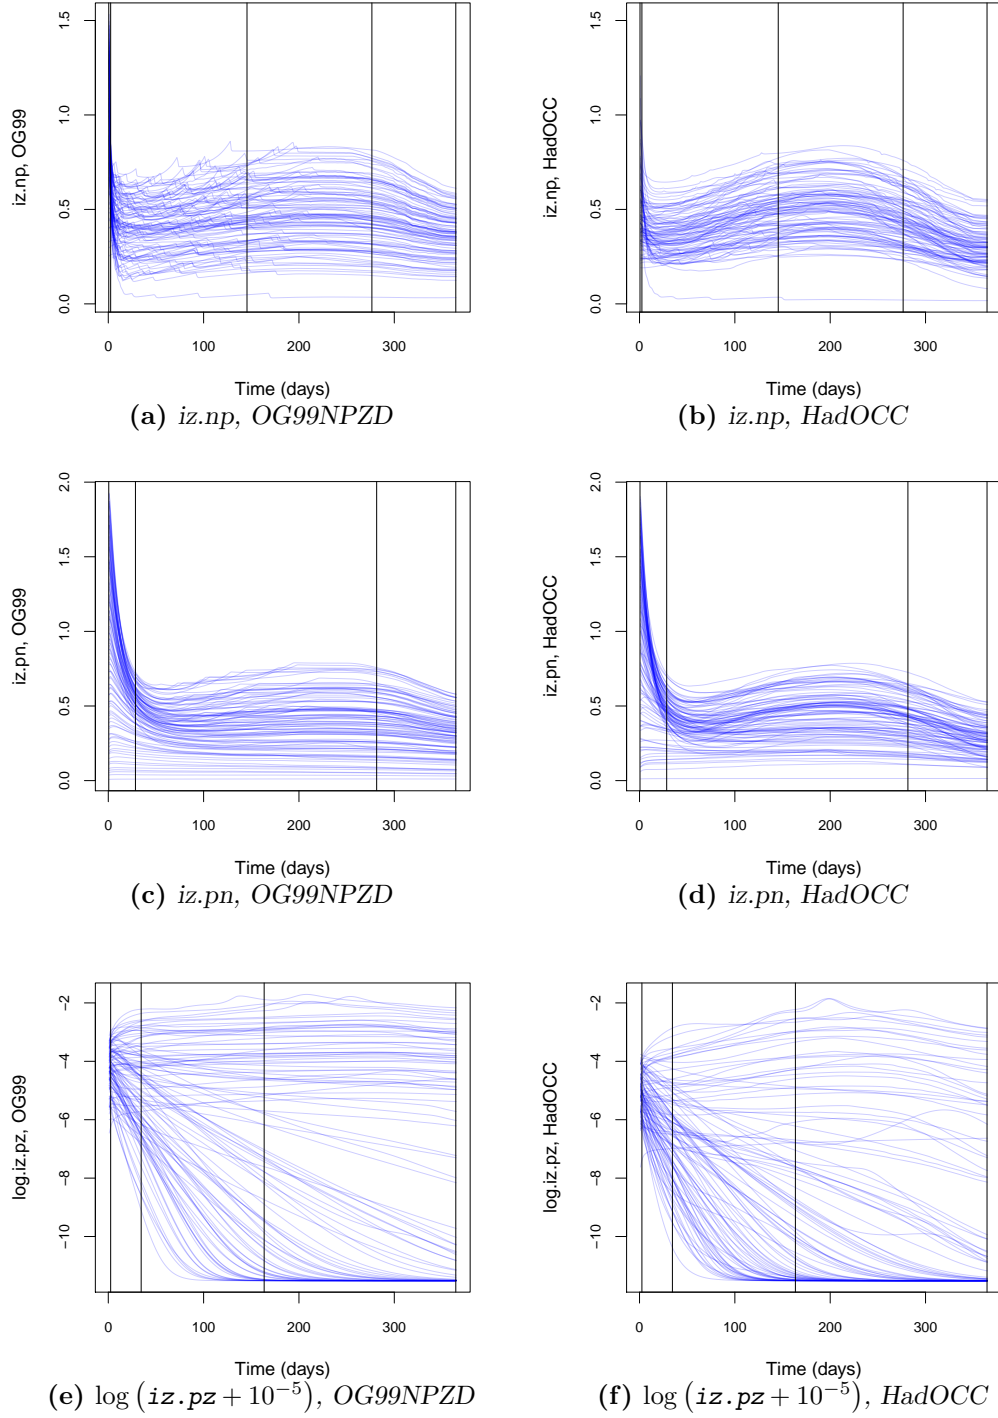 iz.np, OG99
0.0 0.5 1.0 1.5
0 100 200 300
Time (days)
(a) iz.np, OG99NPZD
iz.np, HadOCC
0.0 0.5 1.0 1.5
0 100 200 300
Time (days)
(b) iz.np, HadOCC
iz.pn, OG99
0.0 0.5 1.0 1.5 2.0
0 100 200 300
Time (days)
(c) iz.pn, OG99NPZD
iz.pn, HadOCC
0.0 0.5 1.0 1.5 2.0
0 100 200 300
Time (days)
(d) iz.pn, HadOCC
log.iz.pz, OG99
−10 −8 −6 −4 −2
0 100 200 300
Time (days)
(e) log (iz.pz + 10⁻⁵), OG99NPZD
log.iz.pz, HadOCC
−10 −8 −6 −4 −2
0 100 200 300
Time (days)
(f) log (iz.pz + 10⁻⁵), HadOCC